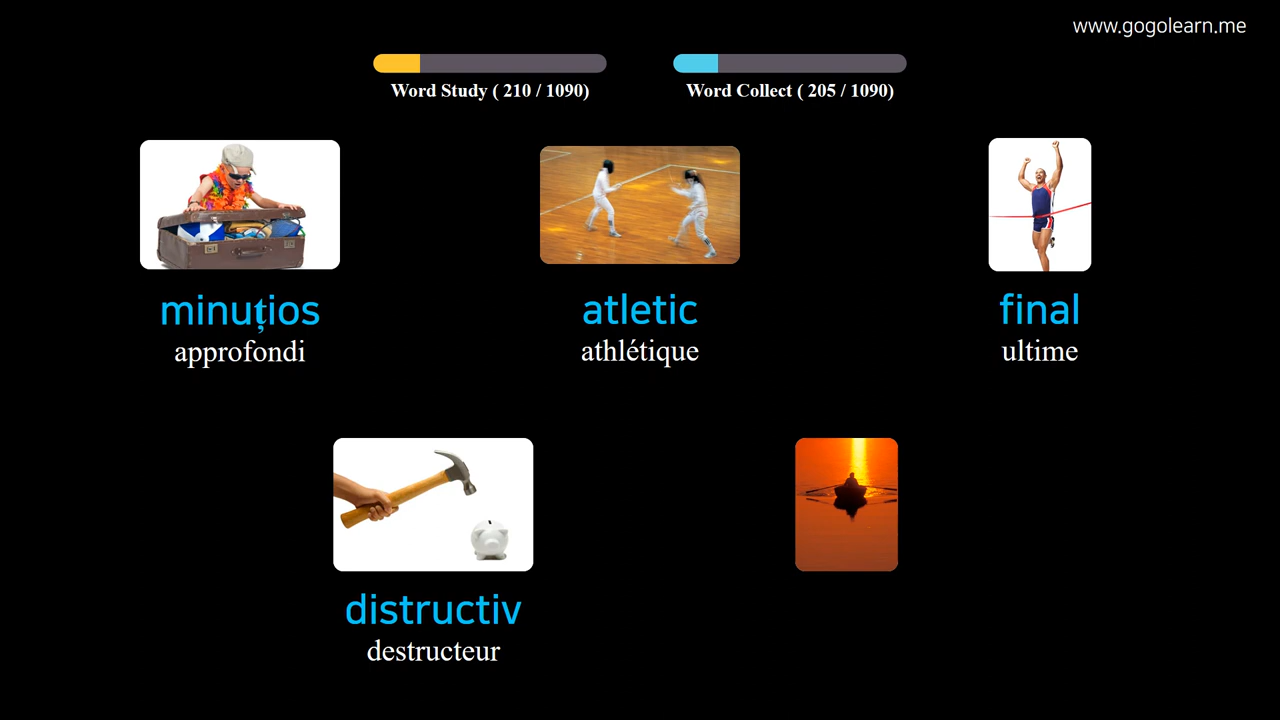 www.gogolearn.me
Word Study ( 210 / 1090)
Word Collect ( 205 / 1090)
minuțios
approfondi
atletic
athlétique
final
ultime
distructiv
destructeur